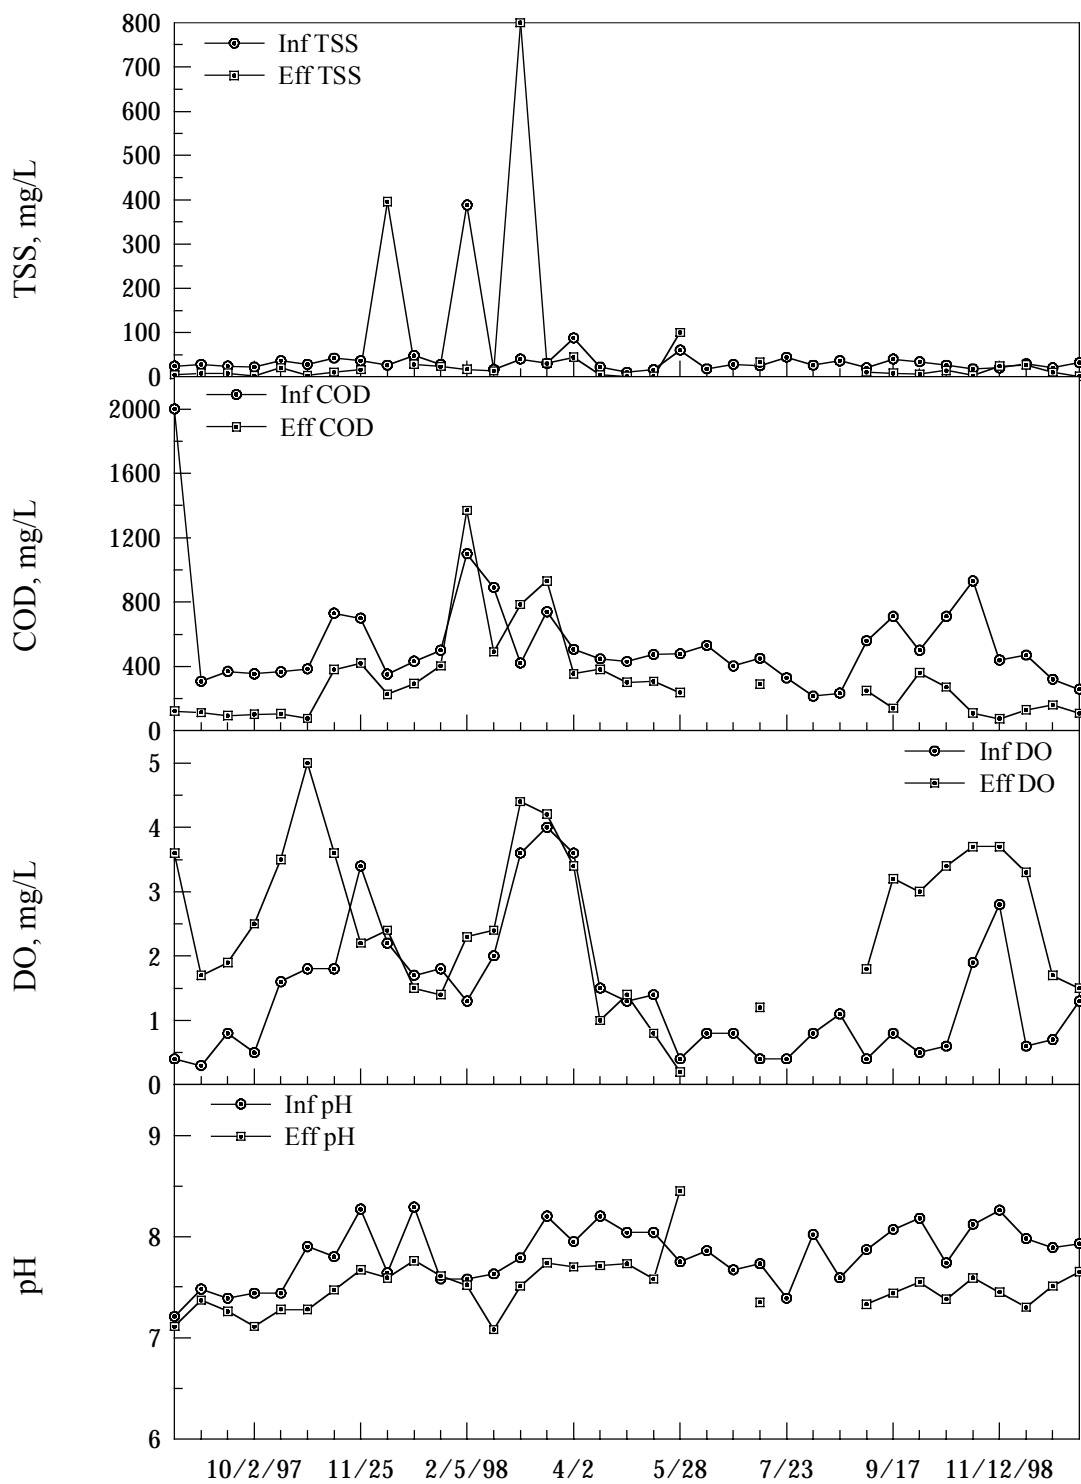 800
Inf TSS
700
Eff TSS
600
500
TSS, mg/L
400
300
200
100
0
Inf COD
2000
Eff COD
1600
COD, mg/L
1200
800
400
0
Inf DO
5
Eff DO
4
DO, mg/L
3
2
1
0
Inf pH
9
Eff pH
8
pH
7
6
10/2/97 11/25 2/5/98 4/2 5/28 7/23 9/17 11/12/98